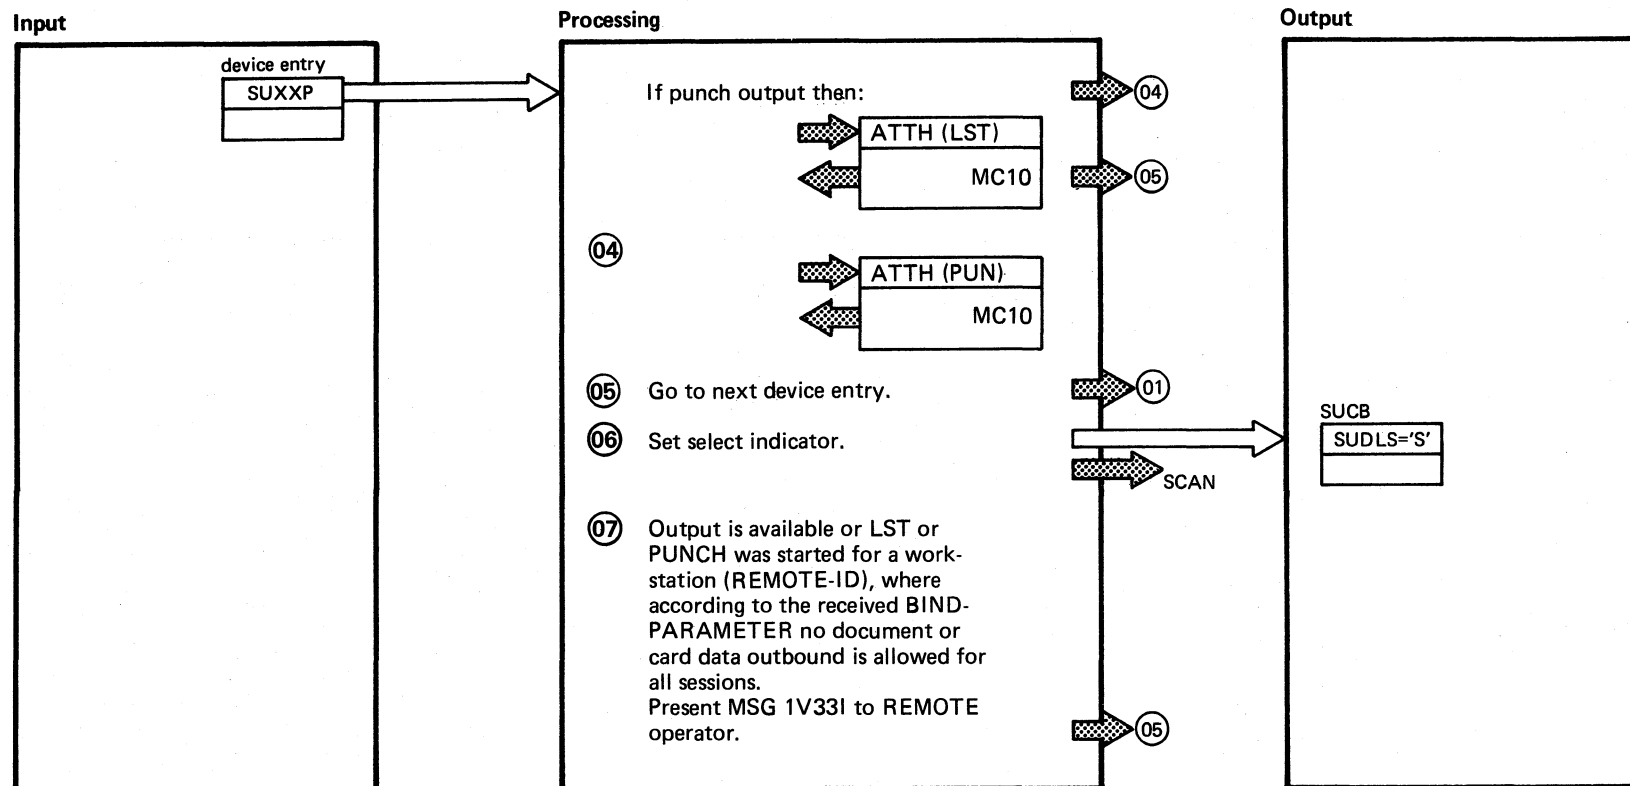 Input
Processing
Output
device entry
SUXXP
If punch output then:
04
ATTH (LST)
MC10
05
04
ATTH (PUN)
MC10
05 Go to next device entry.
01
06 Set select indicator.
SUCB
SUDLS='S'
SCAN
07 Output is available or LST or
PUNCH was started for a work-
station (REMOTE-ID), where
according to the received BIND-
PARAMETER no document or
card data outbound is allowed for
all sessions.
Present MSG 1V33I to REMOTE
operator.
05